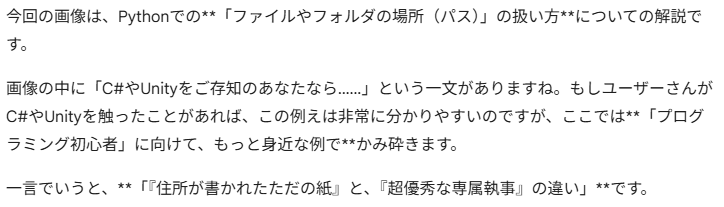 今回の画像は、Pythonでの**「ファイルやフォルダの場所（パス）」の扱い方**についての解説で
す。
画像の中に「C#やUnityをご存知のあなたなら……」という一文がありますね。もしユーザーさんが
C#やUnityを触ったことがあれば、この例えは非常に分かりやすいのですが、ここでは**「プログ
ラミング初心者」に向けて、もっと身近な例で**かみ砕きます。
一言でいうと、**「『住所が書かれたただの紙』と、『超優秀な専属執事』の違い」**です。